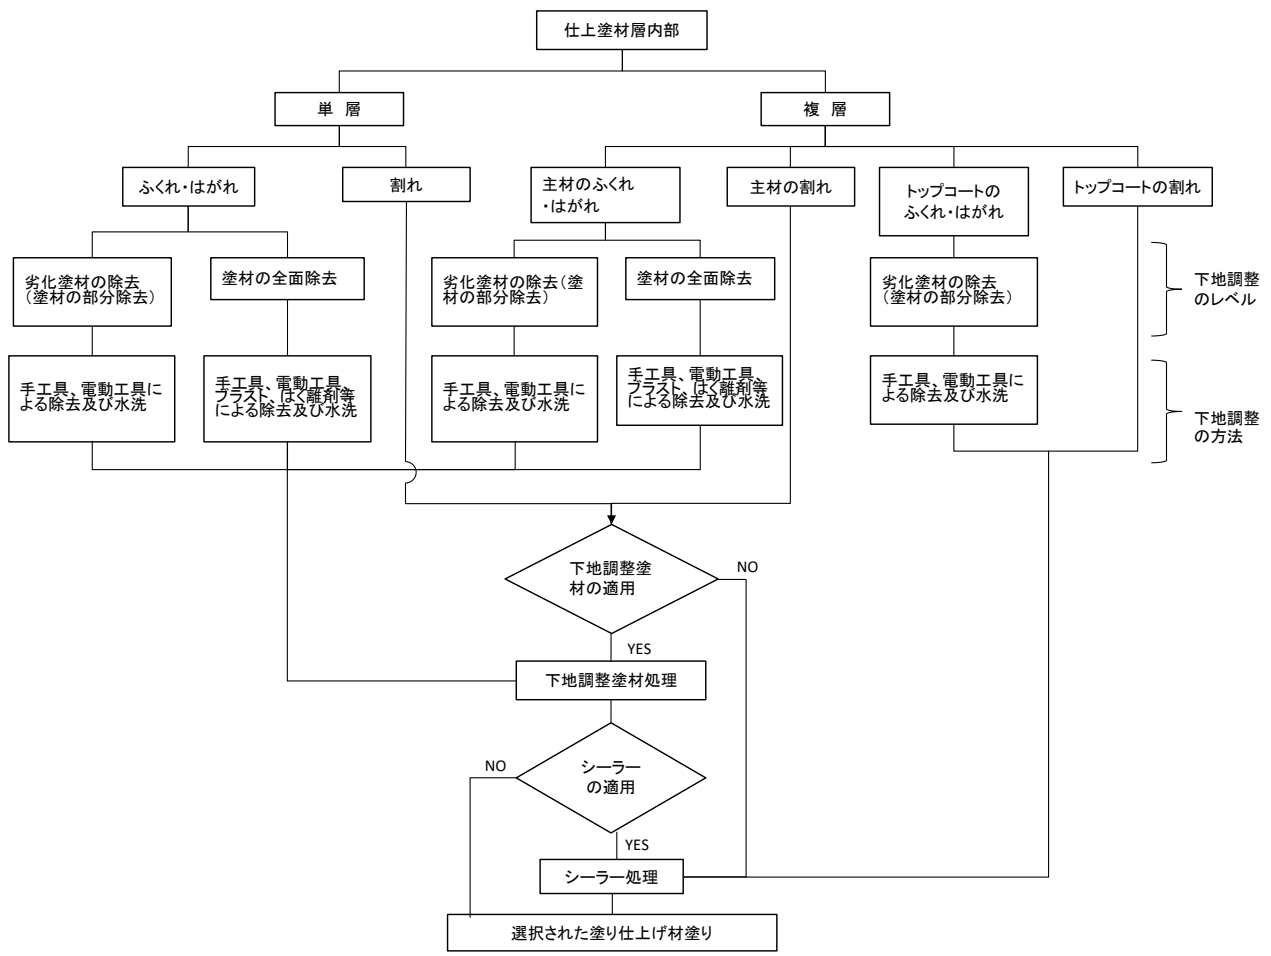 仕上塗材層内部
単　層
複　層
ふくれ・はがれ
割れ
主材のふくれ
・はがれ
主材の割れ
トップコートの
ふくれ・はがれ
トップコートの割れ
劣化塗材の除去
（塗材の部分除去）
塗材の全面除去
劣化塗材の除去（塗
材の部分除去）
塗材の全面除去
劣化塗材の除去
（塗材の部分除去）
下地調整
のレベル
手工具、電動工具に
よる除去及び水洗
手工具、電動工具、
ブラスト、はく離剤等
による除去及び水洗
手工具、電動工具に
よる除去及び水洗
手工具、電動工具、
ブラスト、はく離剤等
による除去及び水洗
手工具、電動工具に
よる除去及び水洗
下地調整
の方法
下地調整塗
材の適用
NO
YES
下地調整塗材処理
シーラー
の適用
NO
YES
シーラー処理
選択された塗り仕上げ材塗り